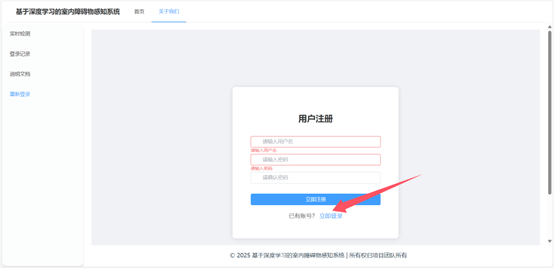 基于深度学习的室内障碍物感知系统
首页
关于我们
实时检测
登录记录
说明文档
重新登录
用户注册
请输入用户名
请输入用户名
请输入密码
请输入密码
请确认密码
立即注册
已有账号? 立即登录
© 2025 基于深度学习的室内障碍物感知系统 | 所有权归项目团队所有